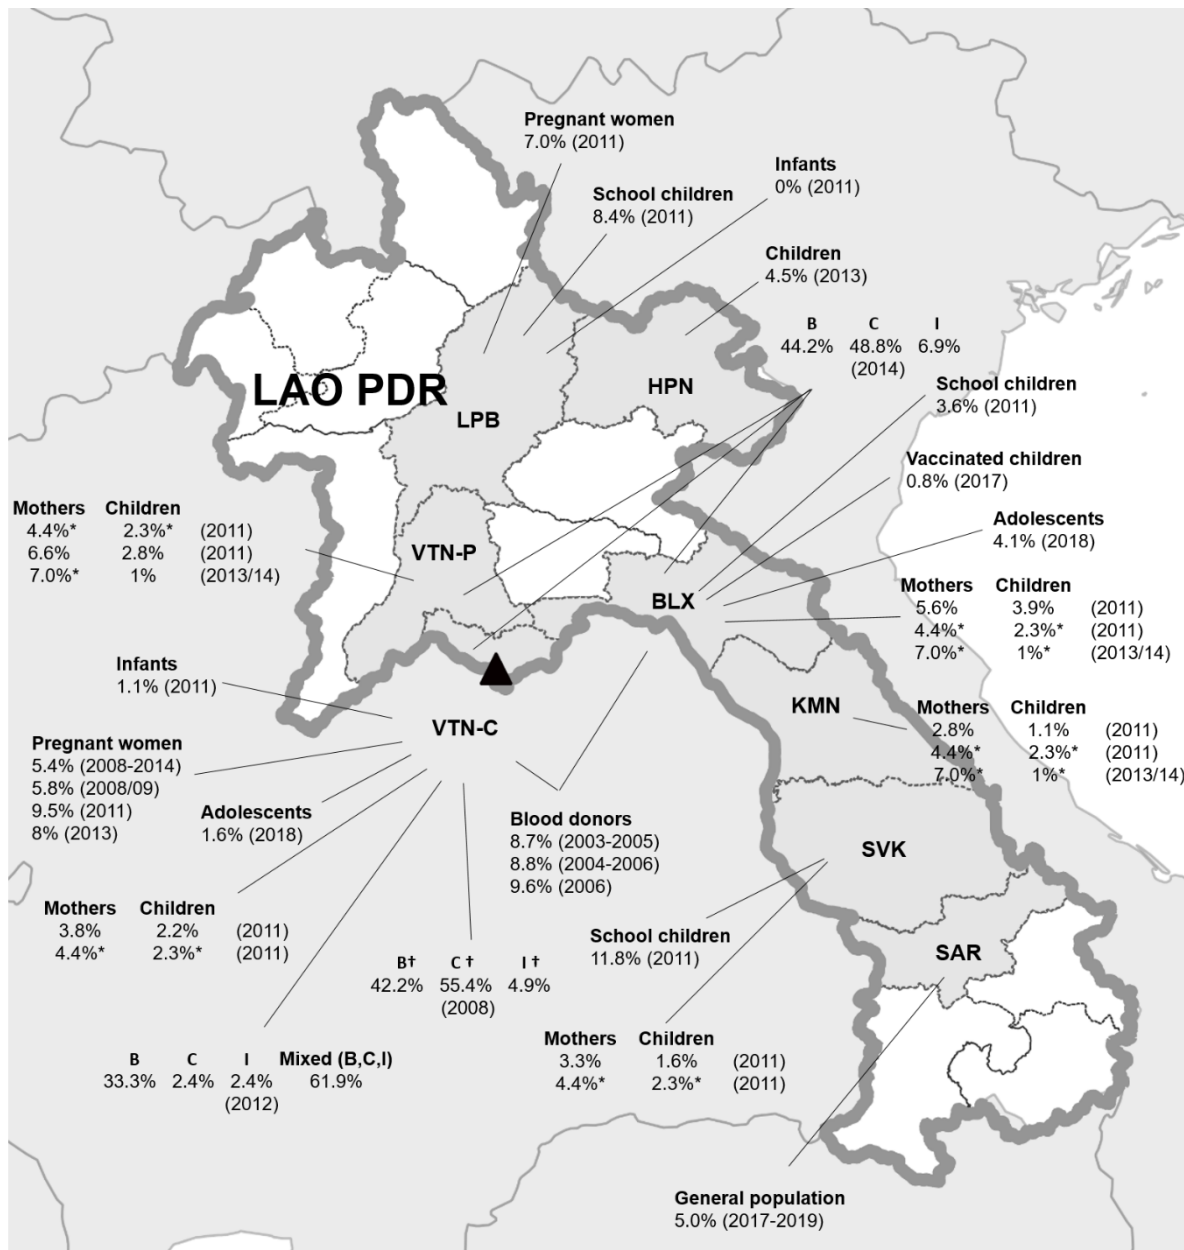 Pregnant women
7.0% (2011)
Infants
0% (2011)
School children
8.4% (2011)
Children
4.5% (2013)
B C I
44.2% 48.8% 6.9%
(2014)
LAO PDR
HPN
LPB
School children
3.6% (2011)
Vaccinated children
0.8% (2017)
Adolescents
4.1% (2018)
Mothers Children
4.4%* 2.3%* (2011)
6.6% 2.8% (2011)
7.0%* 1% (2013/14)
VTN-P
BLX
Mothers Children
5.6% 3.9% (2011)
4.4%* 2.3%* (2011)
7.0%* 1%* (2013/14)
Infants
1.1% (2011)
VTN-C
KMN
Mothers Children
2.8% 1.1% (2011)
4.4%* 2.3%* (2011)
7.0%* 1%* (2013/14)
Pregnant women
5.4% (2008-2014)
5.8% (2008/09)
9.5% (2011)
8% (2013)
Adolescents
1.6% (2018)
Blood donors
8.7% (2003-2005)
8.8% (2004-2006)
9.6% (2006)
SVK
Mothers Children
3.8% 2.2% (2011)
4.4%* 2.3%* (2011)
School children
11.8% (2011)
SAR
B† C † I †
42.2% 55.4% 4.9%
(2008)
Mothers Children
3.3% 1.6% (2011)
4.4%* 2.3%* (2011)
B C I Mixed (B,C,I)
33.3% 2.4% 2.4% 61.9%
(2012)
General population
5.0% (2017-2019)